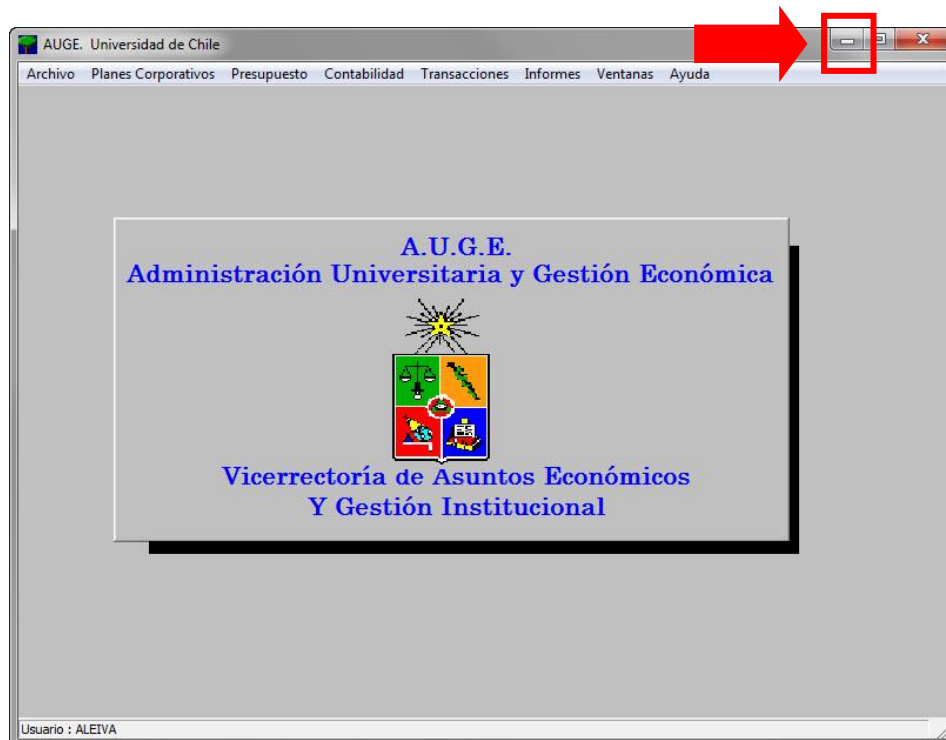 AUGE. Universidad de Chile
Archivo Planes Corporativos Presupuesto Contabilidad Transacciones Informes Ventanas Ayuda
A.U.G.E.
Administración Universitaria y Gestión Económica
Vicerrectoría de Asuntos Económicos
Y Gestión Institucional
Usuario : ALEIVA